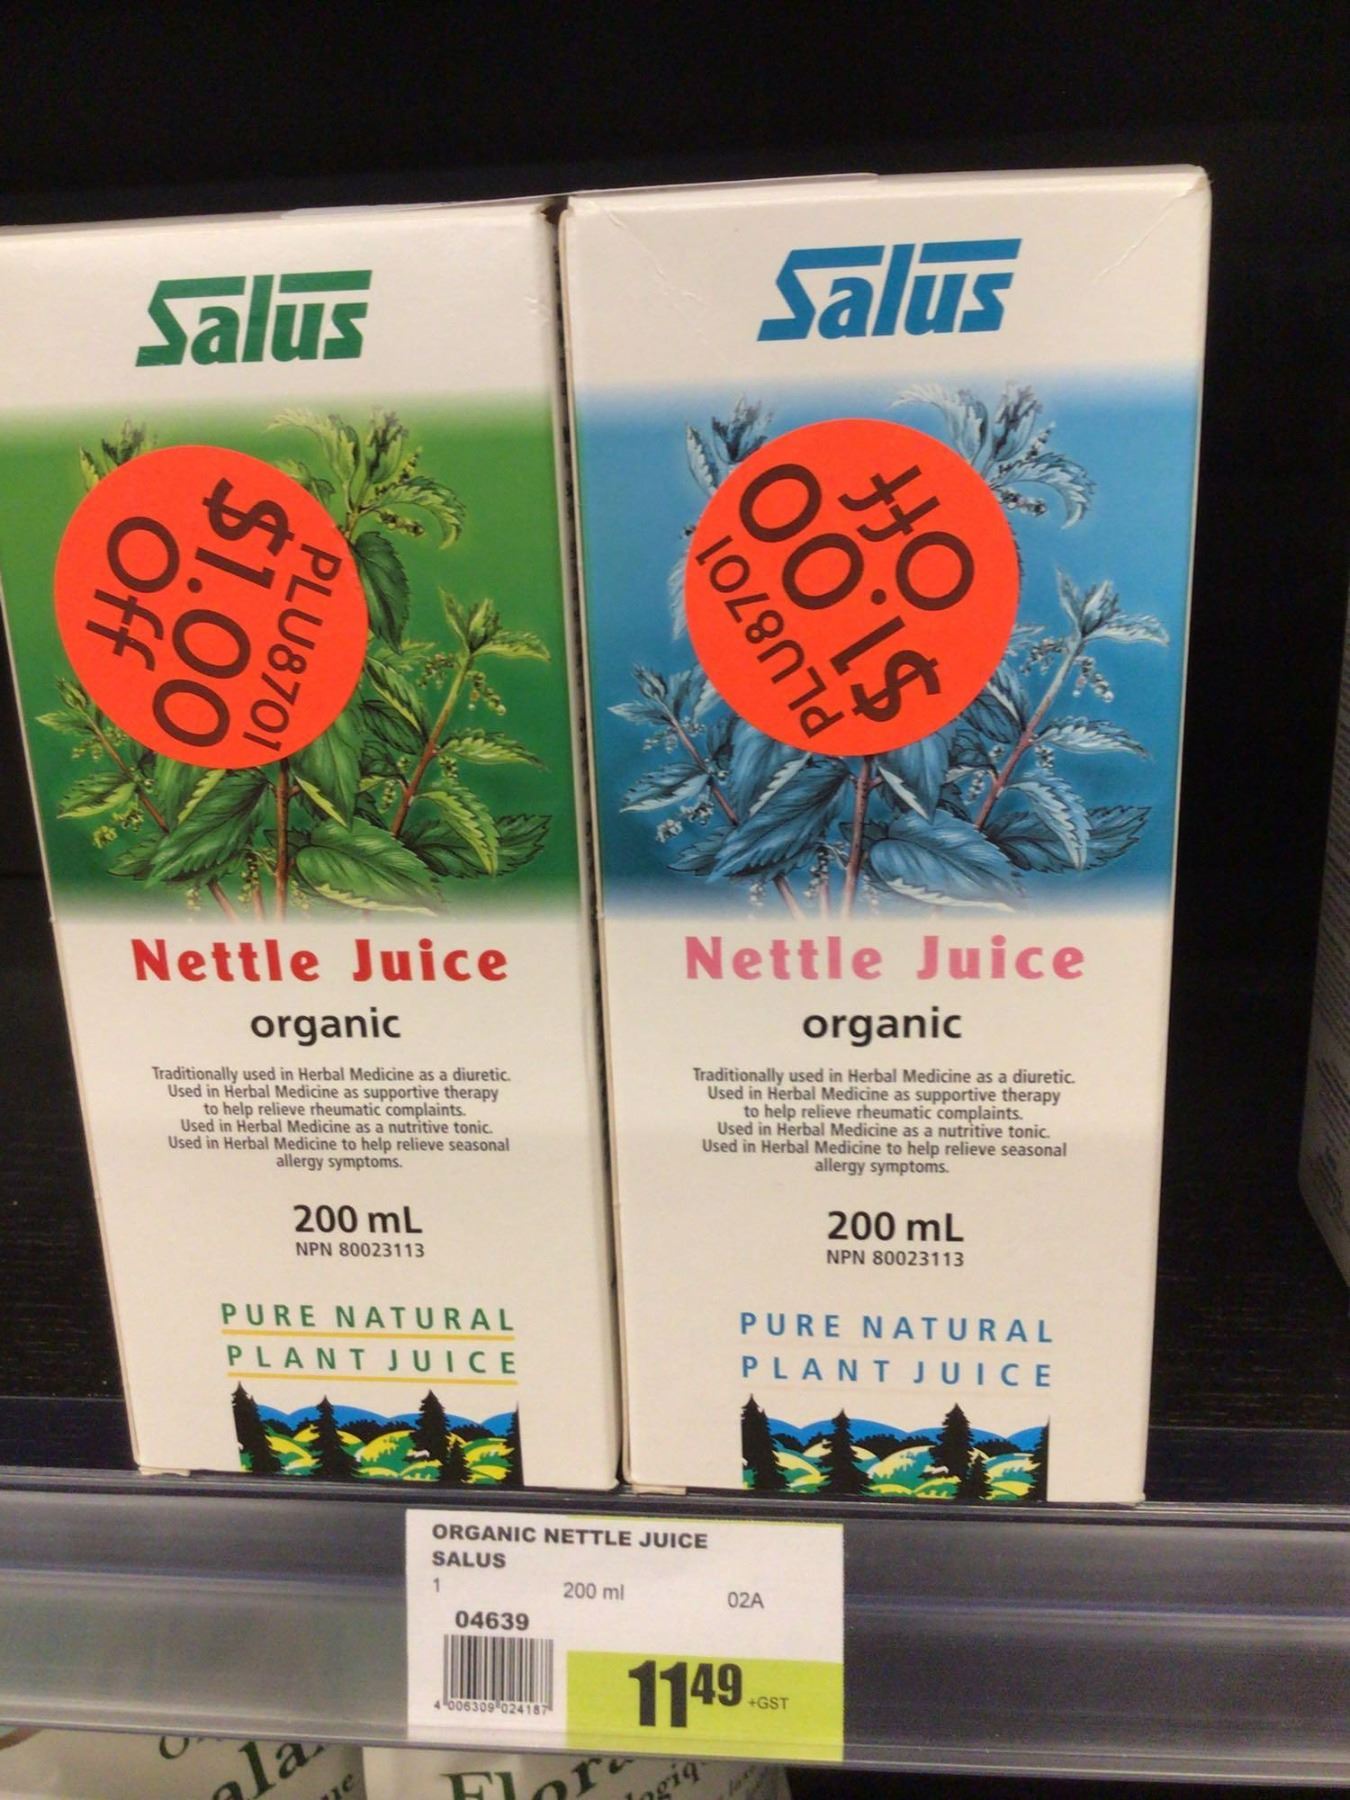 Salus
PLU8701
$1.00
Off
Nettle Juice
organic
Traditionally used in Herbal Medicine as a diuretic.
Used in Herbal Medicine as supportive therapy
to help relieve rheumatic complaints.
Used in Herbal Medicine as a nutritive tonic.
Used in Herbal Medicine to help relieve seasonal
allergy symptoms.
200 mL
NPN 80023113
PURE NATURAL
PLANT JUICE
Salus
PLU8701
$1.00
Off
Nettle Juice
organic
Traditionally used in Herbal Medicine as a diuretic.
Used in Herbal Medicine as supportive therapy
to help relieve rheumatic complaints.
Used in Herbal Medicine as a nutritive tonic.
Used in Herbal Medicine to help relieve seasonal
allergy symptoms.
200 mL
NPN 80023113
PURE NATURAL
PLANT JUICE
ORGANIC NETTLE JUICE
SALUS
1 200 ml 02A
04639
4 006309 024187
1149 +GST